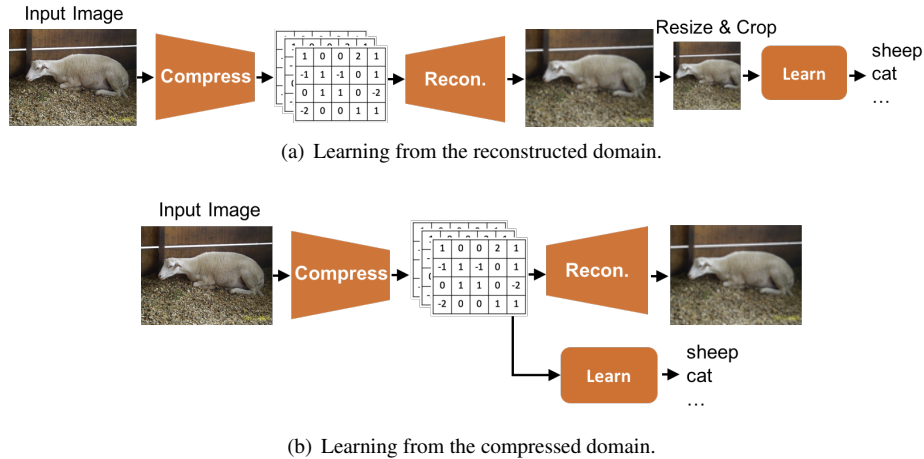 Input Image
Resize & Crop
Compress
1 0 0 2 1
-1 1 -1 0 1
0 1 1 0 -2
-2 0 0 1 1
Recon.
Learn
sheep
cat
...
(a) Learning from the reconstructed domain.
Input Image
Compress
1 0 0 2 1
-1 1 -1 0 1
0 1 1 0 -2
-2 0 0 1 1
Recon.
Learn
sheep
cat
...
(b) Learning from the compressed domain.